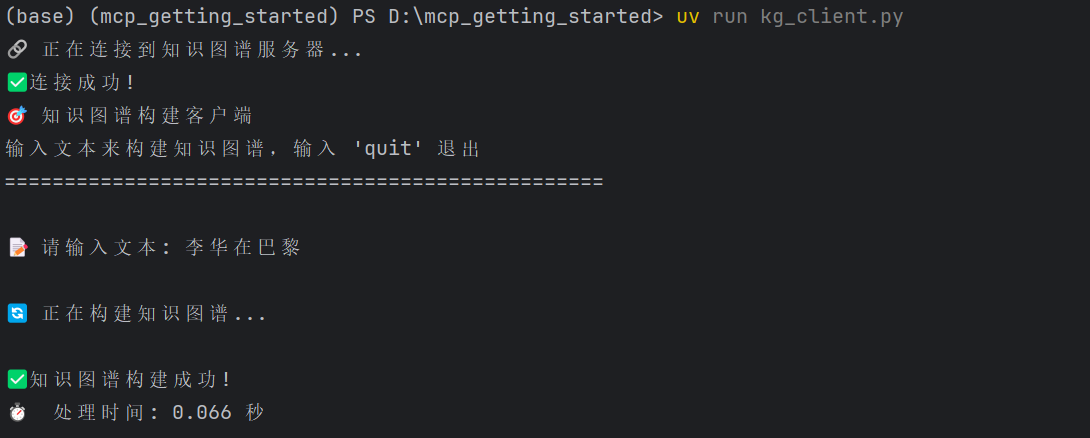 (base) (mcp_getting_started) PS D:\mcp_getting_started> uv run kg_client.py
🔗 正在连接到知识图谱服务器...
✅连接成功!
🎯 知识图谱构建客户端
输入文本来构建知识图谱，输入 'quit' 退出
==================================================
📝 请输入文本: 李华在巴黎
🔄 正在构建知识图谱...
✅知识图谱构建成功!
⏱ 处理时间: 0.066 秒